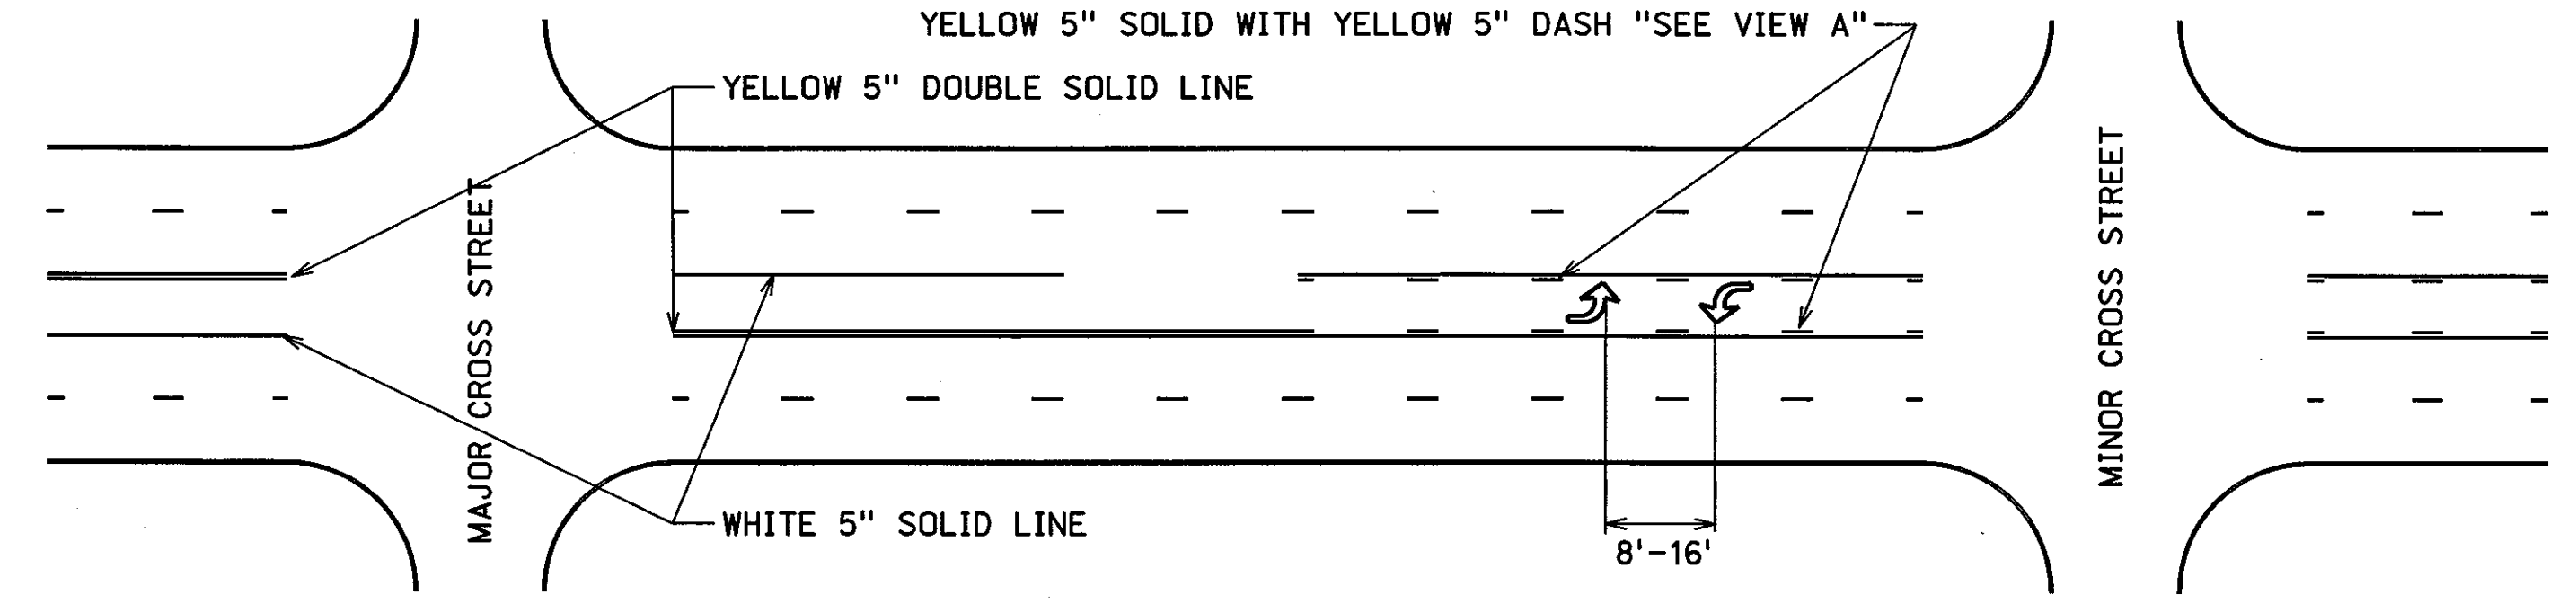 YELLOW 5" SOLID WITH YELLOW 5" DASH "SEE VIEW A"
YELLOW 5" DOUBLE SOLID LINE
MAJOR CROSS STREET
MINOR CROSS STREET
WHITE 5" SOLID LINE
8'-16'